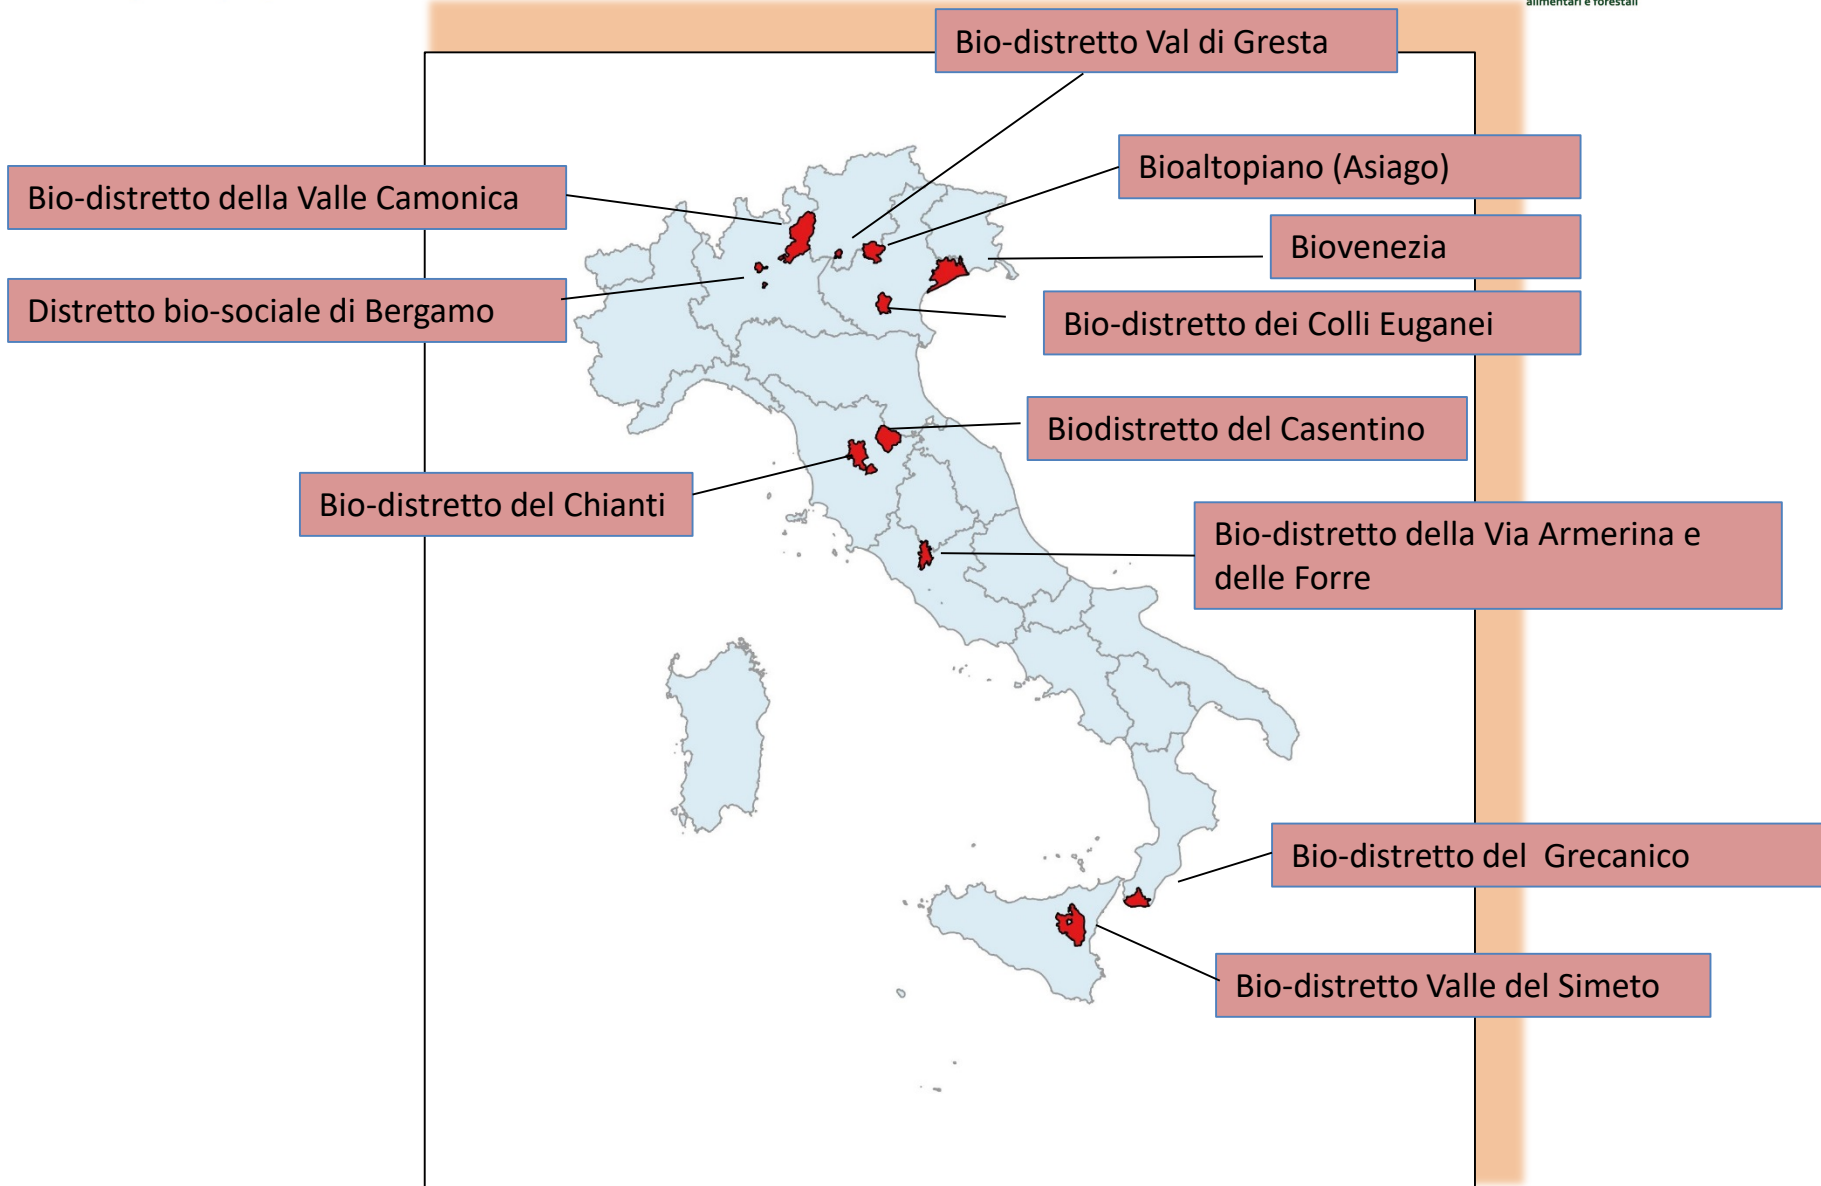 alimentari e forestali
Bio-distretto Val di Gresta
Bioaltopiano (Asiago)
Bio-distretto della Valle Camonica
Biovenezia
Distretto bio-sociale di Bergamo
Bio-distretto dei Colli Euganei
Biodistretto del Casentino
Bio-distretto del Chianti
Bio-distretto della Via Armerina e
delle Forre
Bio-distretto del Grecanico
Bio-distretto Valle del Simeto